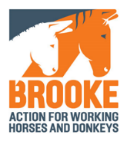 BROOKE
ACTION FOR WORKING
HORSES AND DONKEYS